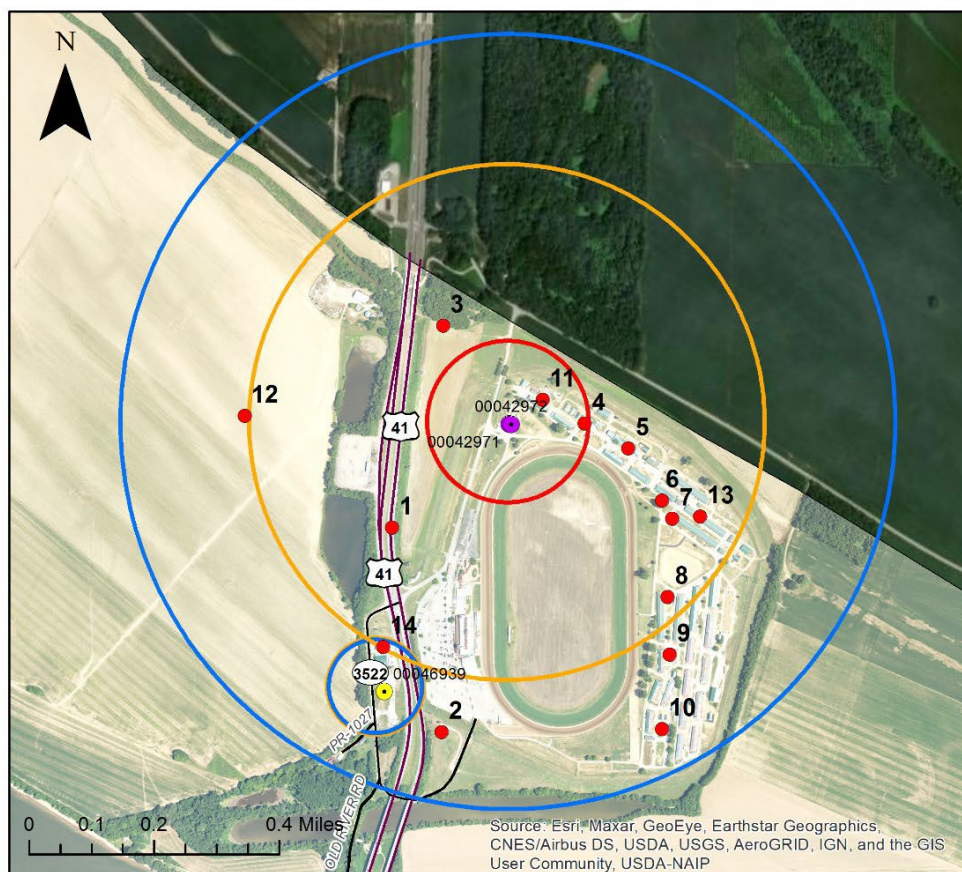 N
3
12
11
00042972
4
41
00042971
5
6
7
13
1
41
8
14
9
3522
00046939
PR-1027
2
10
OLD RIVER RD
0 0.1 0.2 0.4 Miles
Source: Esri, Maxar, GeoEye, Earthstar Geographics,
CNES/Airbus DS, USDA, USGS, AeroGRID, IGN, and the GIS
User Community, USDA-NAIP